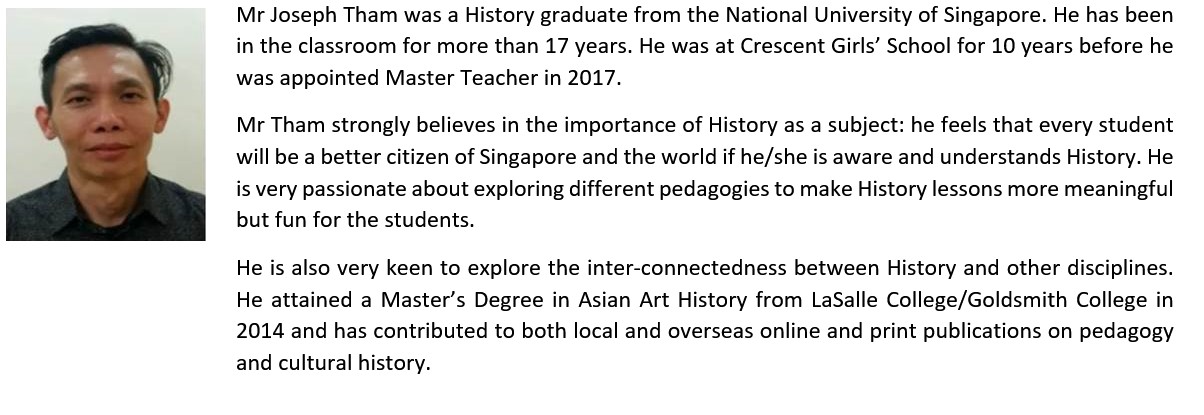 Mr Joseph Tham was a History graduate from the National University of Singapore. He has been
in the classroom for more than 17 years. He was at Crescent Girls’ School for 10 years before he
was appointed Master Teacher in 2017.
Mr Tham strongly believes in the importance of History as a subject: he feels that every student
will be a better citizen of Singapore and the world if he/she is aware and understands History. He
is very passionate about exploring different pedagogies to make History lessons more meaningful
but fun for the students.
He is also very keen to explore the inter-connectedness between History and other disciplines.
He attained a Master’s Degree in Asian Art History from LaSalle College/Goldsmith College in
2014 and has contributed to both local and overseas online and print publications on pedagogy
and cultural history.